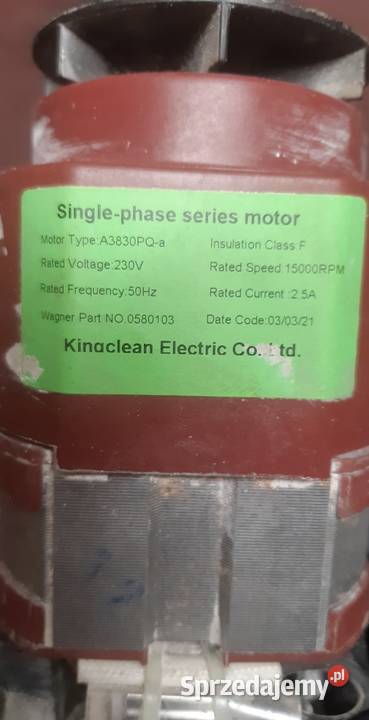 Single-phase series motor
Motor Type:A3830PQ-a Insulation Class F
Rated Voltage:230V Rated Speed:15000RPM
Rated Frequency:50Hz Rated Current :2.5A
Wagner Part NO.0580103 Date Code:03/03/21
Kingclean Electric Co.Ltd.
Sprzedajemy.pl